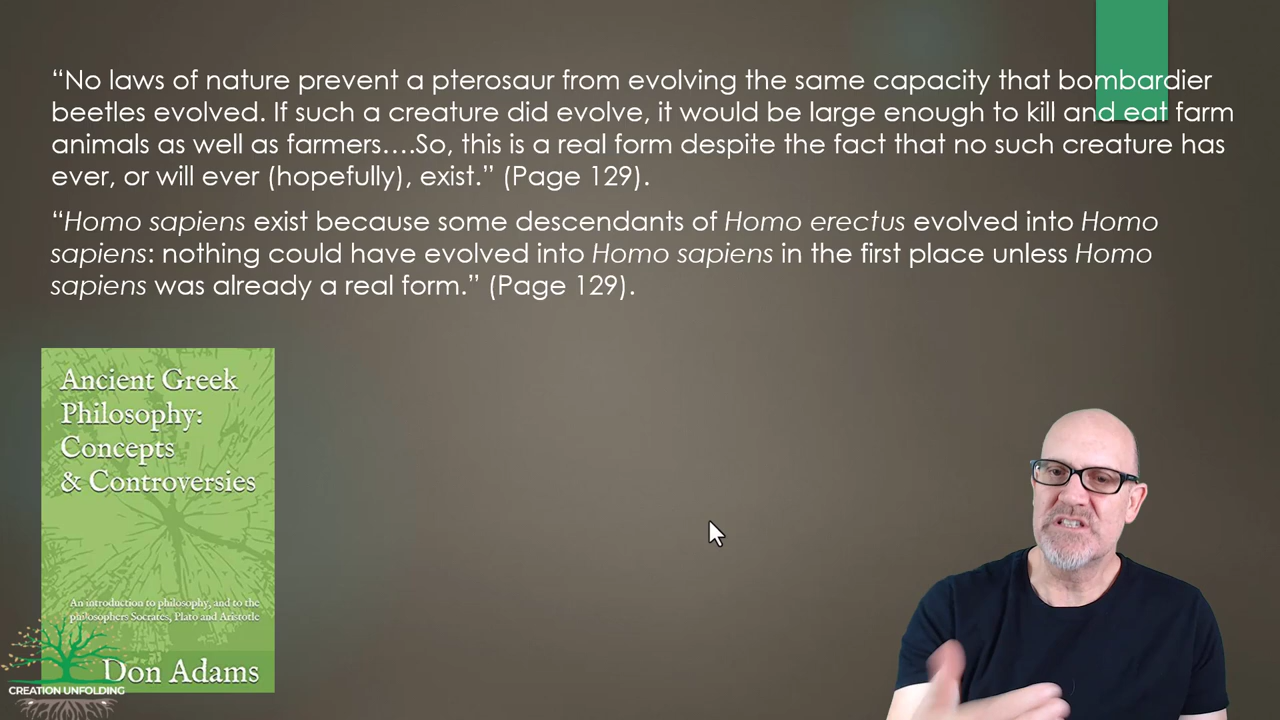 “No laws of nature prevent a pterosaur from evolving the same capacity that bombardier
beetles evolved. If such a creature did evolve, it would be large enough to kill and eat farm
animals as well as farmers….So, this is a real form despite the fact that no such creature has
ever, or will ever (hopefully), exist.” (Page 129).
“Homo sapiens exist because some descendants of Homo erectus evolved into Homo
sapiens: nothing could have evolved into Homo sapiens in the first place unless Homo
sapiens was already a real form.” (Page 129).
Ancient Greek
Philosophy:
Concepts
& Controversies
An introduction to philosophy, and to the
philosophers Socrates, Plato and Aristotle
Don Adams
CREATION UNFOLDING